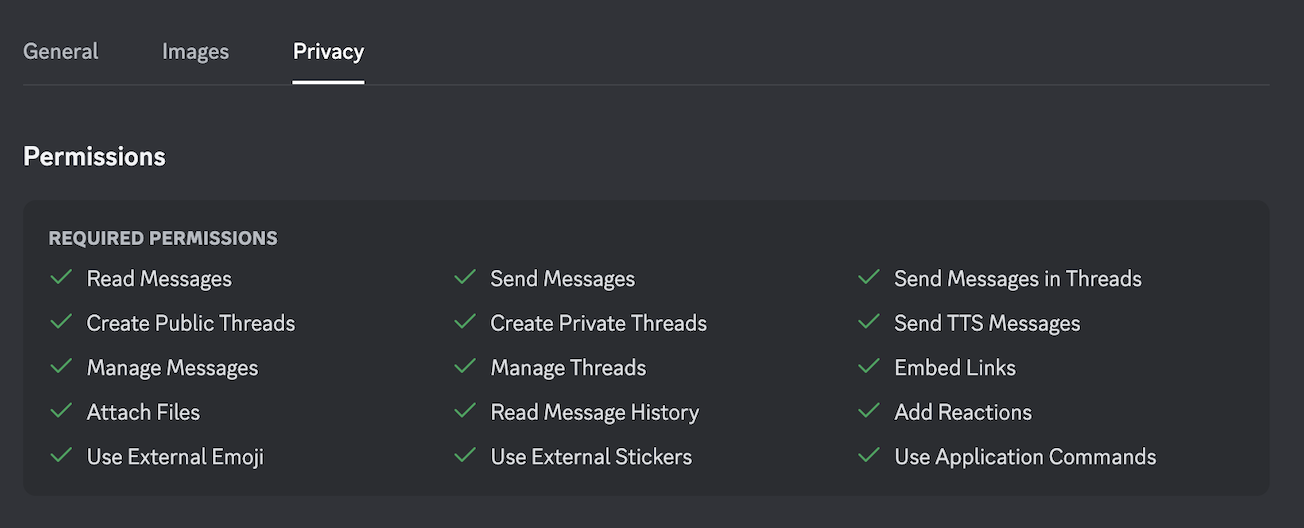 General Images Privacy
Permissions
REQUIRED PERMISSIONS
Read Messages Send Messages Send Messages in Threads
Create Public Threads Create Private Threads Send TTS Messages
Manage Messages Manage Threads Embed Links
Attach Files Read Message History Add Reactions
Use External Emoji Use External Stickers Use Application Commands